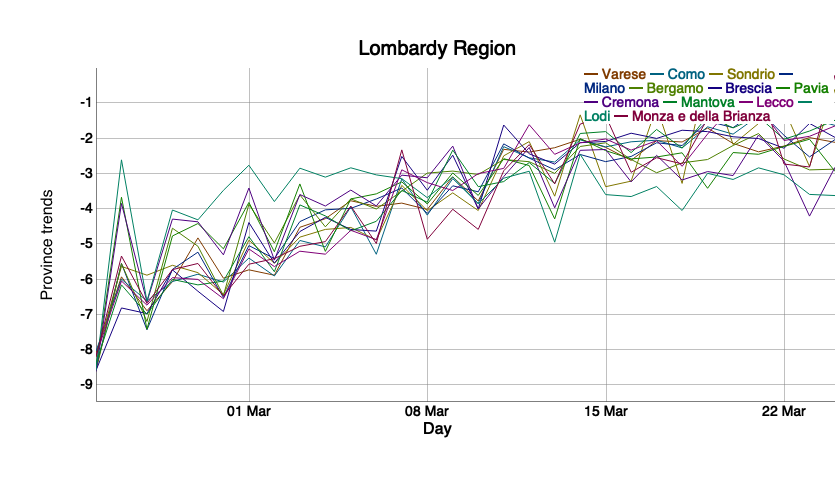 Lombardy Region
Varese Como Sondrio
Milano Bergamo Brescia Pavia
Cremona Mantova Lecco
Lodi Monza e della Brianza
-1
-2
-3
-4
-5
-6
-7
-8
-9
Province trends
01 Mar 08 Mar 15 Mar 22 Mar
Day